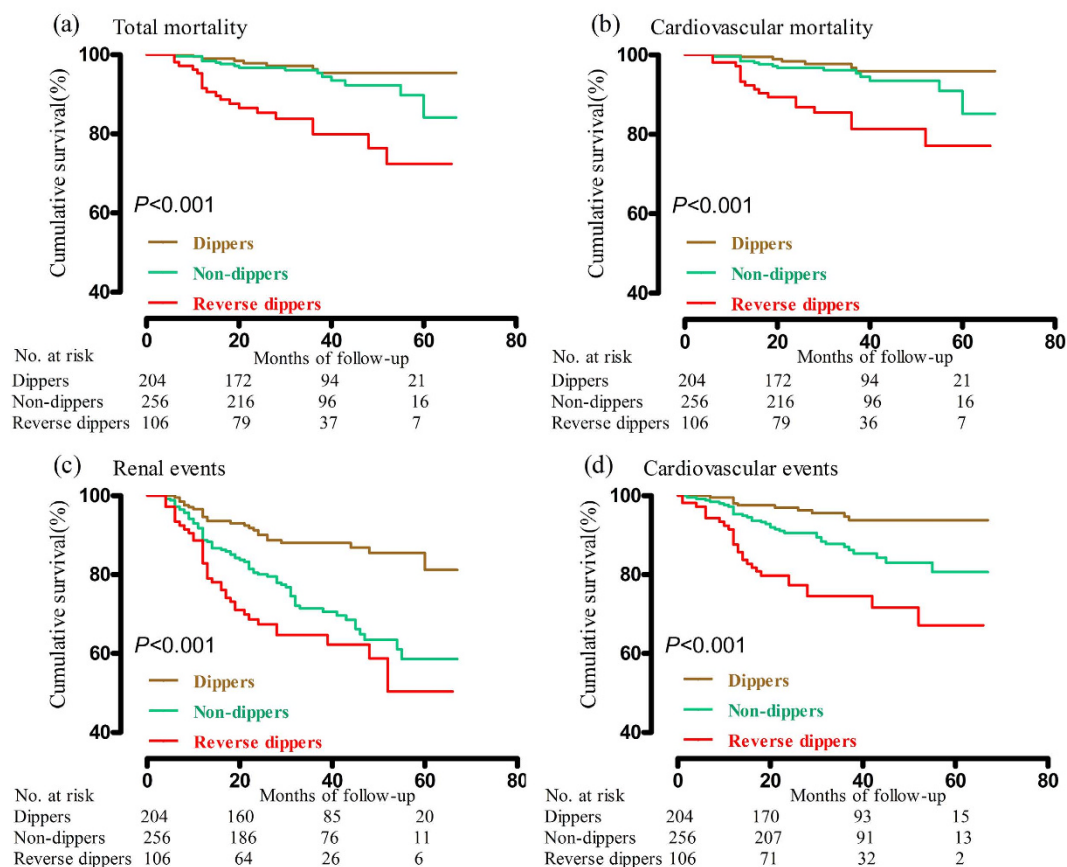 (a) Total mortality
100
80
60
40
Cumulative survival(%)
P<0.001
Dippers
Non-dippers
Reverse dippers
0 20 40 60 80
No. at risk Months of follow-up
Dippers 204 172 94 21
Non-dippers 256 216 96 16
Reverse dippers 106 79 37 7
(b) Cardiovascular mortality
100
80
60
40
Cumulative survival(%)
P<0.001
Dippers
Non-dippers
Reverse dippers
0 20 40 60 80
No. at risk Months of follow-up
Dippers 204 172 94 21
Non-dippers 256 216 96 16
Reverse dippers 106 79 36 7
(c) Renal events
100
80
60
40
Cumulative survival(%)
P<0.001
Dippers
Non-dippers
Reverse dippers
0 20 40 60 80
No. at risk Months of follow-up
Dippers 204 160 85 20
Non-dippers 256 186 76 11
Reverse dippers 106 64 26 6
(d) Cardiovascular events
100
80
60
40
Cumulative survival(%)
P<0.001
Dippers
Non-dippers
Reverse dippers
0 20 40 60 80
No. at risk Months of follow-up
Dippers 204 170 93 15
Non-dippers 256 207 91 13
Reverse dippers 106 71 32 2